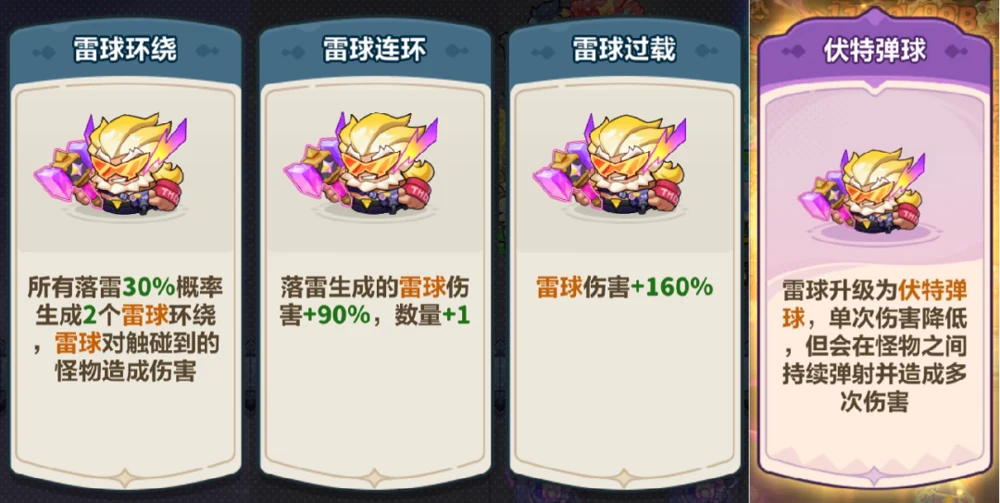 雷球环绕
所有落雷30%概率
生成2个雷球环绕
，雷球对触碰到的
怪物造成伤害
雷球连环
落雷生成的雷球伤
害+90%，数量+1
雷球过载
雷球伤害+160%
伏特弹球
雷球升级为伏特弹
球，单次伤害降低
，但会在怪物之间
持续弹射并造成多
次伤害